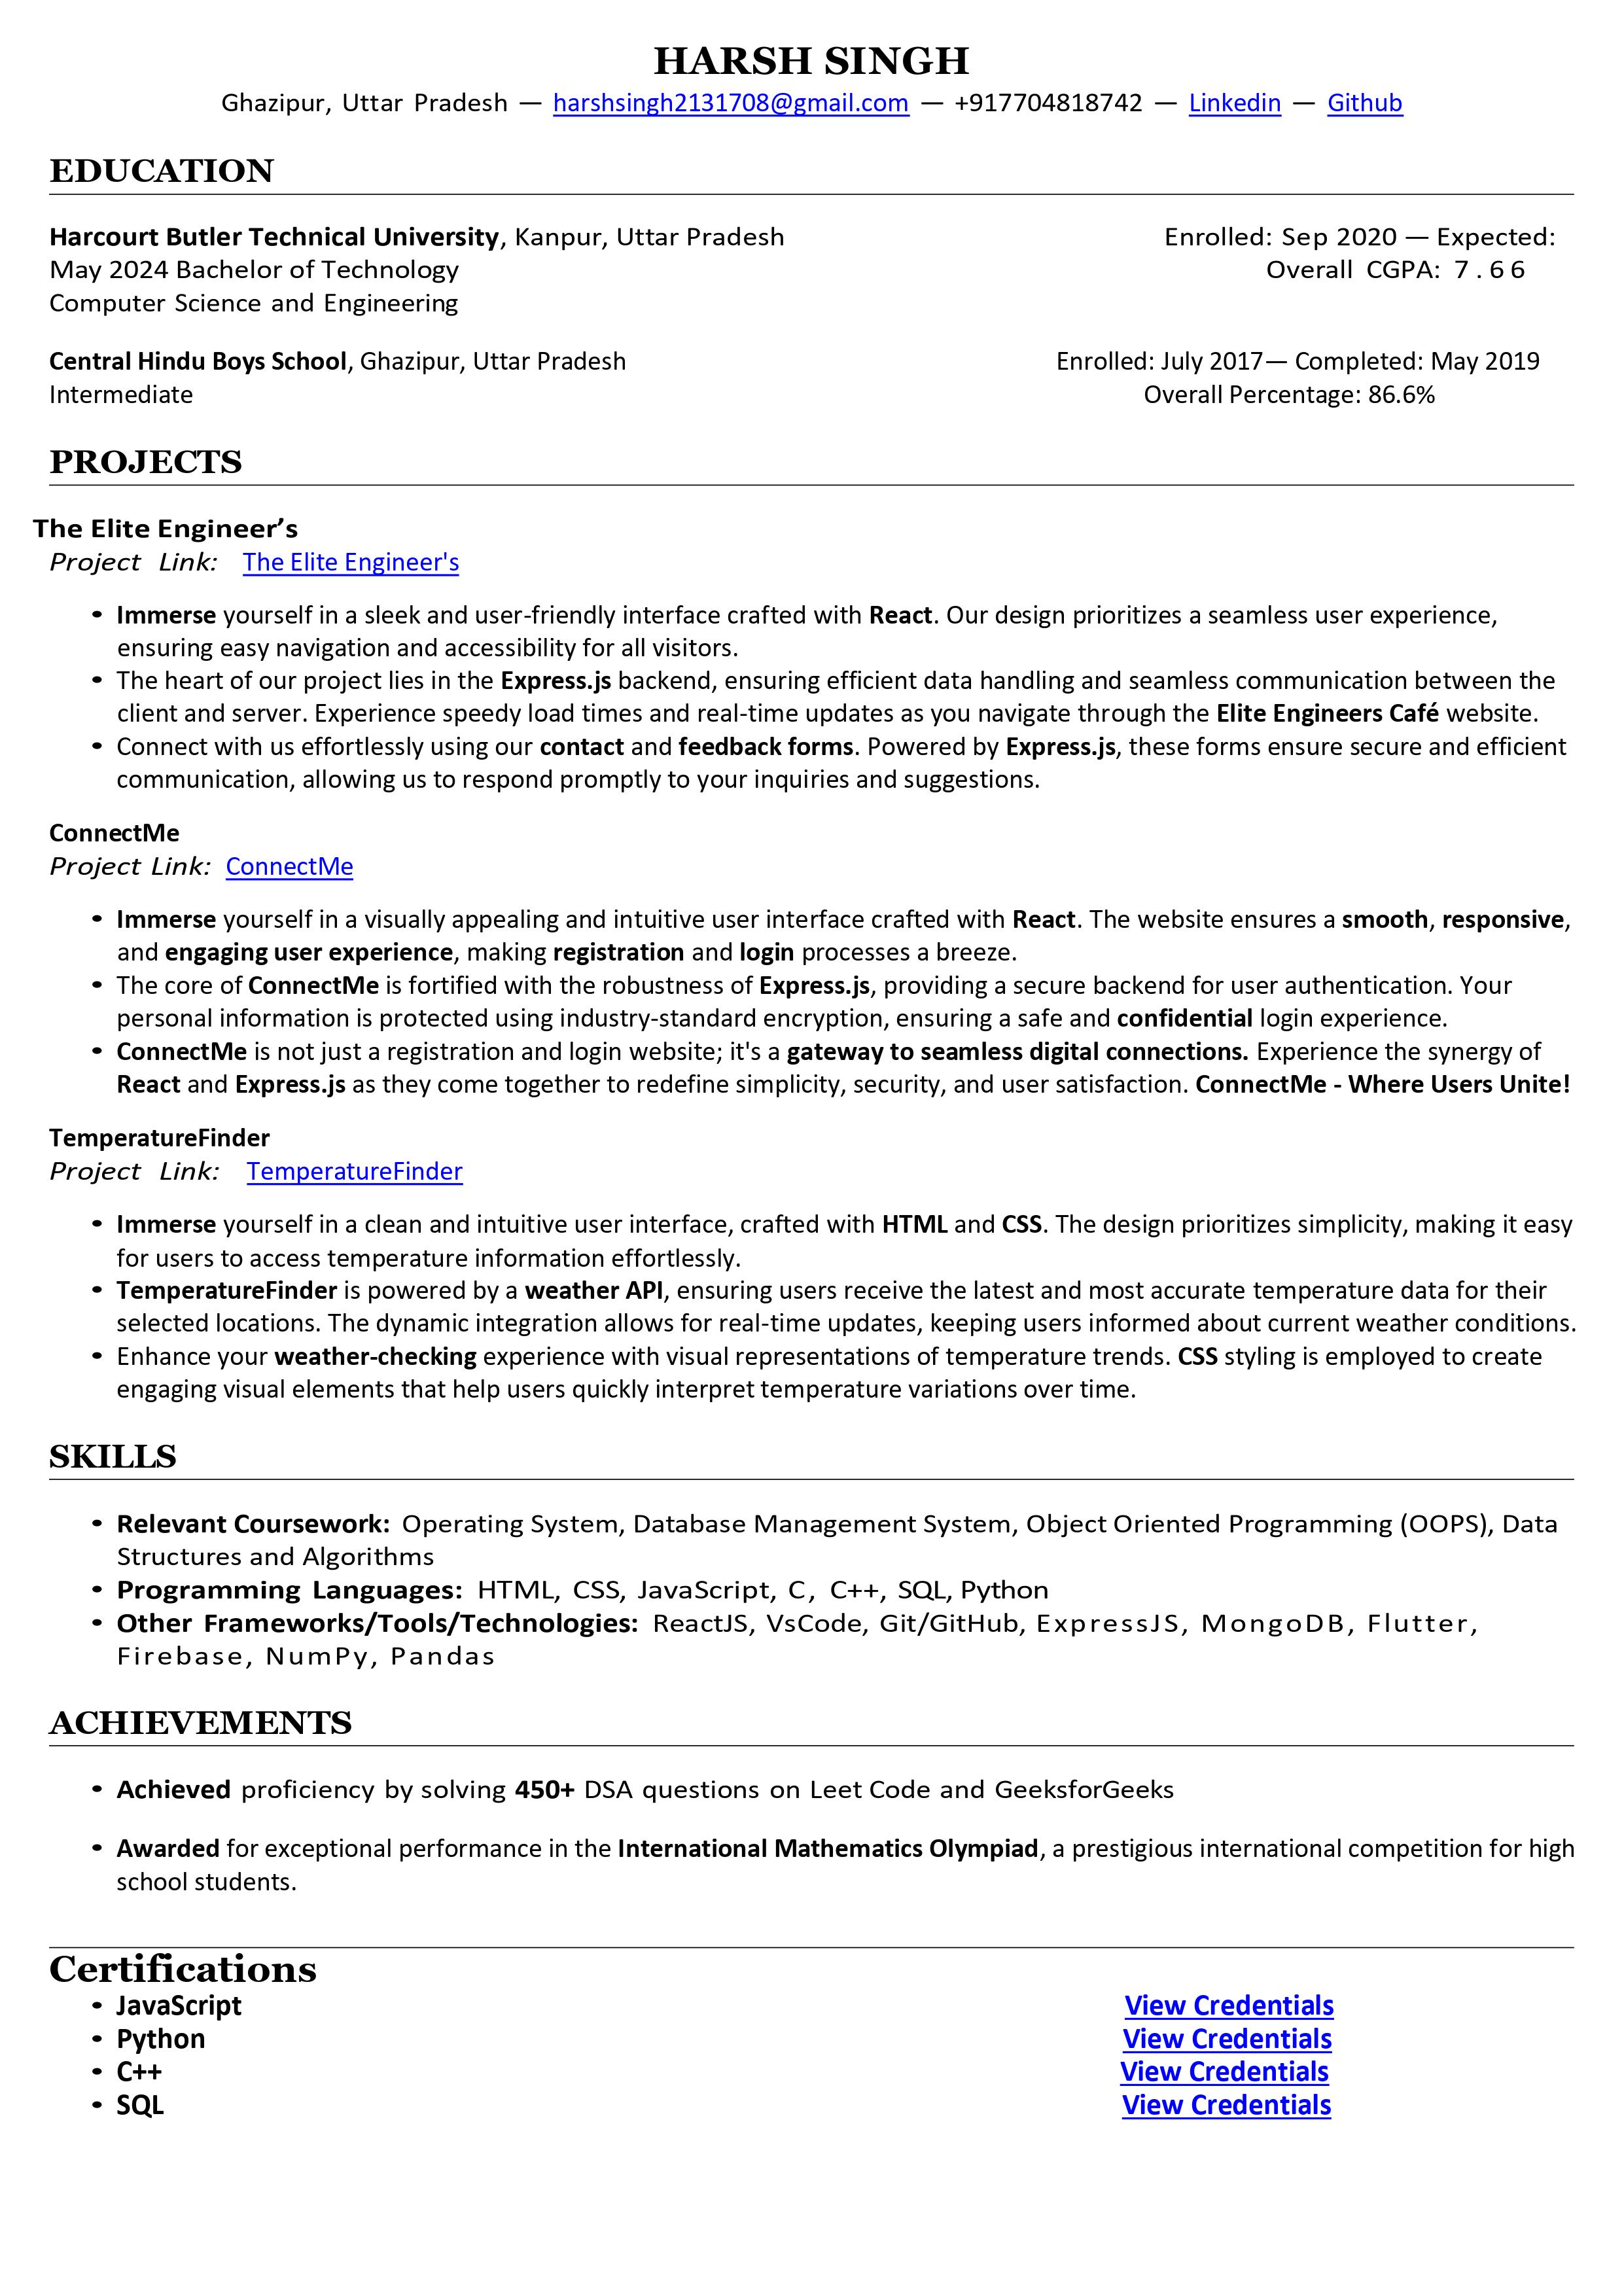 HARSH SINGH
Ghazipur, Uttar Pradesh — harshsingh2131708@gmail.com — +917704818742 — Linkedin — Github
EDUCATION
Harcourt Butler Technical University, Kanpur, Uttar Pradesh Enrolled: Sep 2020 — Expected:
May 2024 Bachelor of Technology Overall CGPA: 7.66
Computer Science and Engineering
Central Hindu Boys School, Ghazipur, Uttar Pradesh Enrolled: July 2017— Completed: May 2019
Intermediate Overall Percentage: 86.6%
PROJECTS
The Elite Engineer’s
Project Link: The Elite Engineer's
• Immerse yourself in a sleek and user-friendly interface crafted with React. Our design prioritizes a seamless user experience,
ensuring easy navigation and accessibility for all visitors.
• The heart of our project lies in the Express.js backend, ensuring efficient data handling and seamless communication between the
client and server. Experience speedy load times and real-time updates as you navigate through the Elite Engineers Café website.
• Connect with us effortlessly using our contact and feedback forms. Powered by Express.js, these forms ensure secure and efficient
communication, allowing us to respond promptly to your inquiries and suggestions.
ConnectMe
Project Link: ConnectMe
• Immerse yourself in a visually appealing and intuitive user interface crafted with React. The website ensures a smooth, responsive,
and engaging user experience, making registration and login processes a breeze.
• The core of ConnectMe is fortified with the robustness of Express.js, providing a secure backend for user authentication. Your
personal information is protected using industry-standard encryption, ensuring a safe and confidential login experience.
• ConnectMe is not just a registration and login website; it's a gateway to seamless digital connections. Experience the synergy of
React and Express.js as they come together to redefine simplicity, security, and user satisfaction. ConnectMe - Where Users Unite!
TemperatureFinder
Project Link: TemperatureFinder
• Immerse yourself in a clean and intuitive user interface, crafted with HTML and CSS. The design prioritizes simplicity, making it easy
for users to access temperature information effortlessly.
• TemperatureFinder is powered by a weather API, ensuring users receive the latest and most accurate temperature data for their
selected locations. The dynamic integration allows for real-time updates, keeping users informed about current weather conditions.
• Enhance your weather-checking experience with visual representations of temperature trends. CSS styling is employed to create
engaging visual elements that help users quickly interpret temperature variations over time.
SKILLS
• Relevant Coursework: Operating System, Database Management System, Object Oriented Programming (OOPS), Data
Structures and Algorithms
• Programming Languages: HTML, CSS, JavaScript, C, C++, SQL, Python
• Other Frameworks/Tools/Technologies: ReactJS, VsCode, Git/GitHub, ExpressJS, MongoDB, Flutter,
Firebase, NumPy, Pandas
ACHIEVEMENTS
• Achieved proficiency by solving 450+ DSA questions on Leet Code and GeeksforGeeks
• Awarded for exceptional performance in the International Mathematics Olympiad, a prestigious international competition for high
school students.
Certifications
• JavaScript View Credentials
• Python View Credentials
• C++ View Credentials
• SQL View Credentials